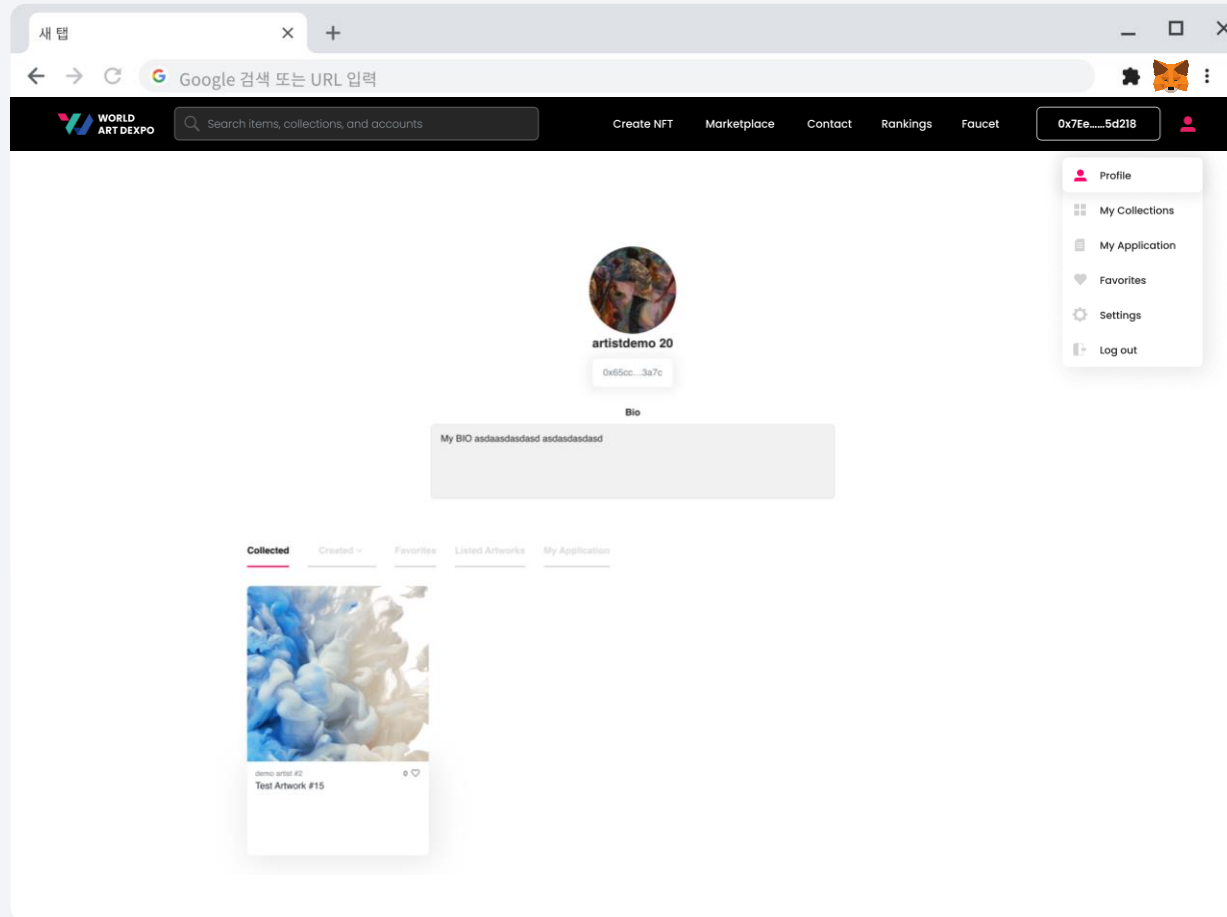 새 탭
Google 검색 또는 URL 입력
WORLD
ART DEXPO
Search items, collections, and accounts
Create NFT
Marketplace
Contact
Rankings
Faucet
0x7Ee......5d218
Profile
My Collections
My Application
Favorites
Settings
Log out
artistdemo 20
0x65cc...3a7c
Bio
My BIO asdaasdasdasd asdasdasdasd
Collected
Created
Favorites
Listed Artworks
My Application
demo artist #2
0
Test Artwork #15